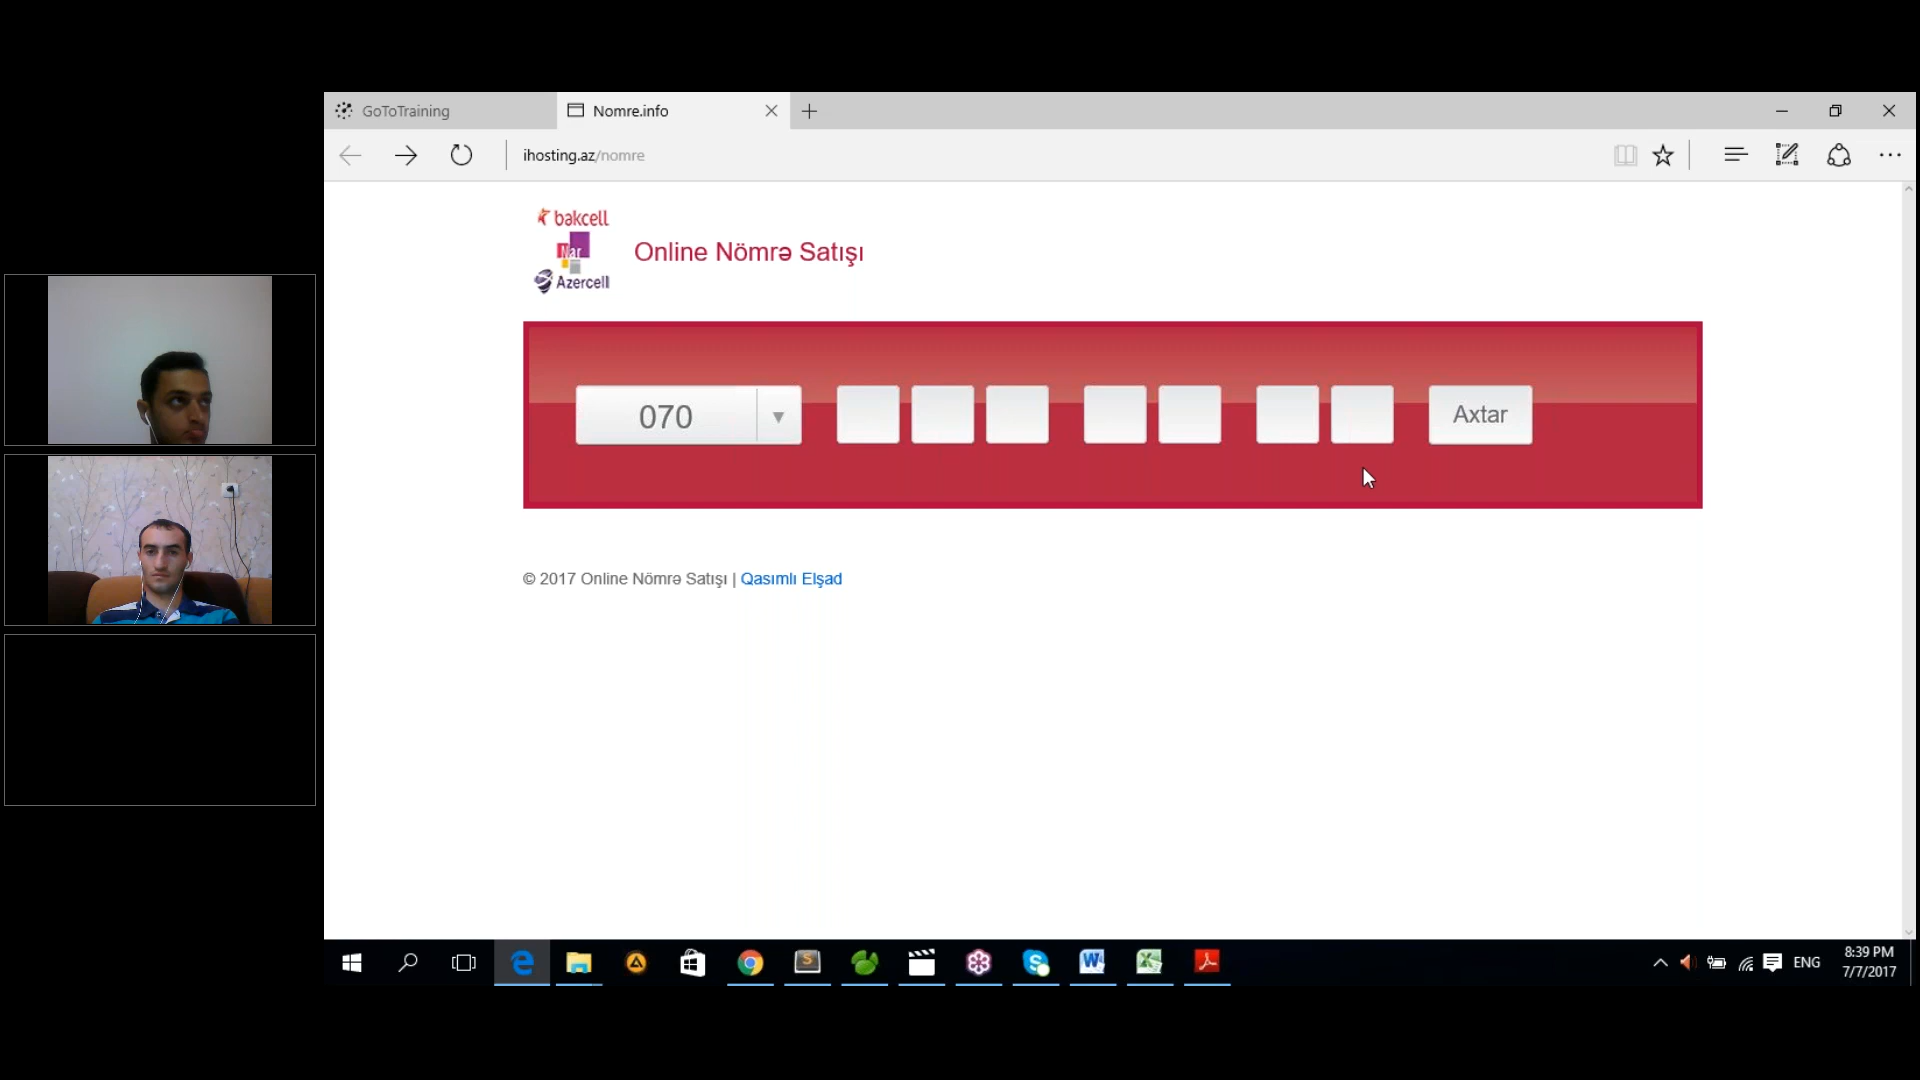 GoToTraining
Nomre.info
ihosting.az/nomre
bakcell
Nar
Azercell
Online Nömrə Satışı
070
Axtar
© 2017 Online Nömrə Satışı | Qasımlı Elşad
ENG
8:39 PM
7/7/2017